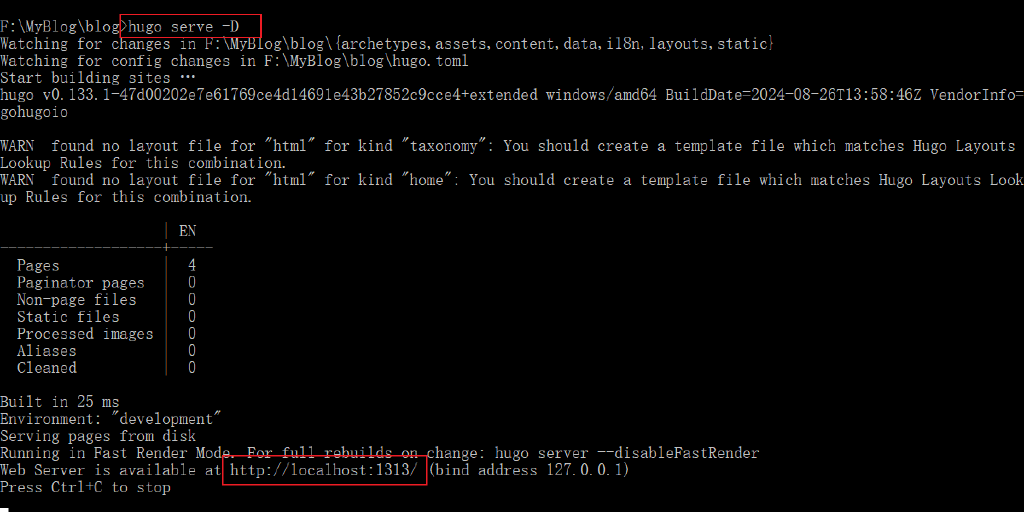 F:\MyBlog\blog>hugo serve -D
Watching for changes in F:\MyBlog\blog\{archetypes,assets,content,data,i18n,layouts,static}
Watching for config changes in F:\MyBlog\blog\hugo.toml
Start building sites …
hugo v0.133.1-47d00202e7e61769ce4d14691e43b27852c9cce4+extended windows/amd64 BuildDate=2024-08-26T13:58:46Z VendorInfo=
gohugoio
WARN  found no layout file for "html" for kind "taxonomy": You should create a template file which matches Hugo Layouts
Lookup Rules for this combination.
WARN  found no layout file for "html" for kind "home": You should create a template file which matches Hugo Layouts Look
up Rules for this combination.
                   | EN
-------------------+-----
  Pages            |  4
  Paginator pages  |  0
  Non-page files   |  0
  Static files     |  0
  Processed images |  0
  Aliases          |  0
  Cleaned          |  0
Built in 25 ms
Environment: "development"
Serving pages from disk
Running in Fast Render Mode. For full rebuilds on change: hugo server --disableFastRender
Web Server is available at http://localhost:1313/ (bind address 127.0.0.1)
Press Ctrl+C to stop